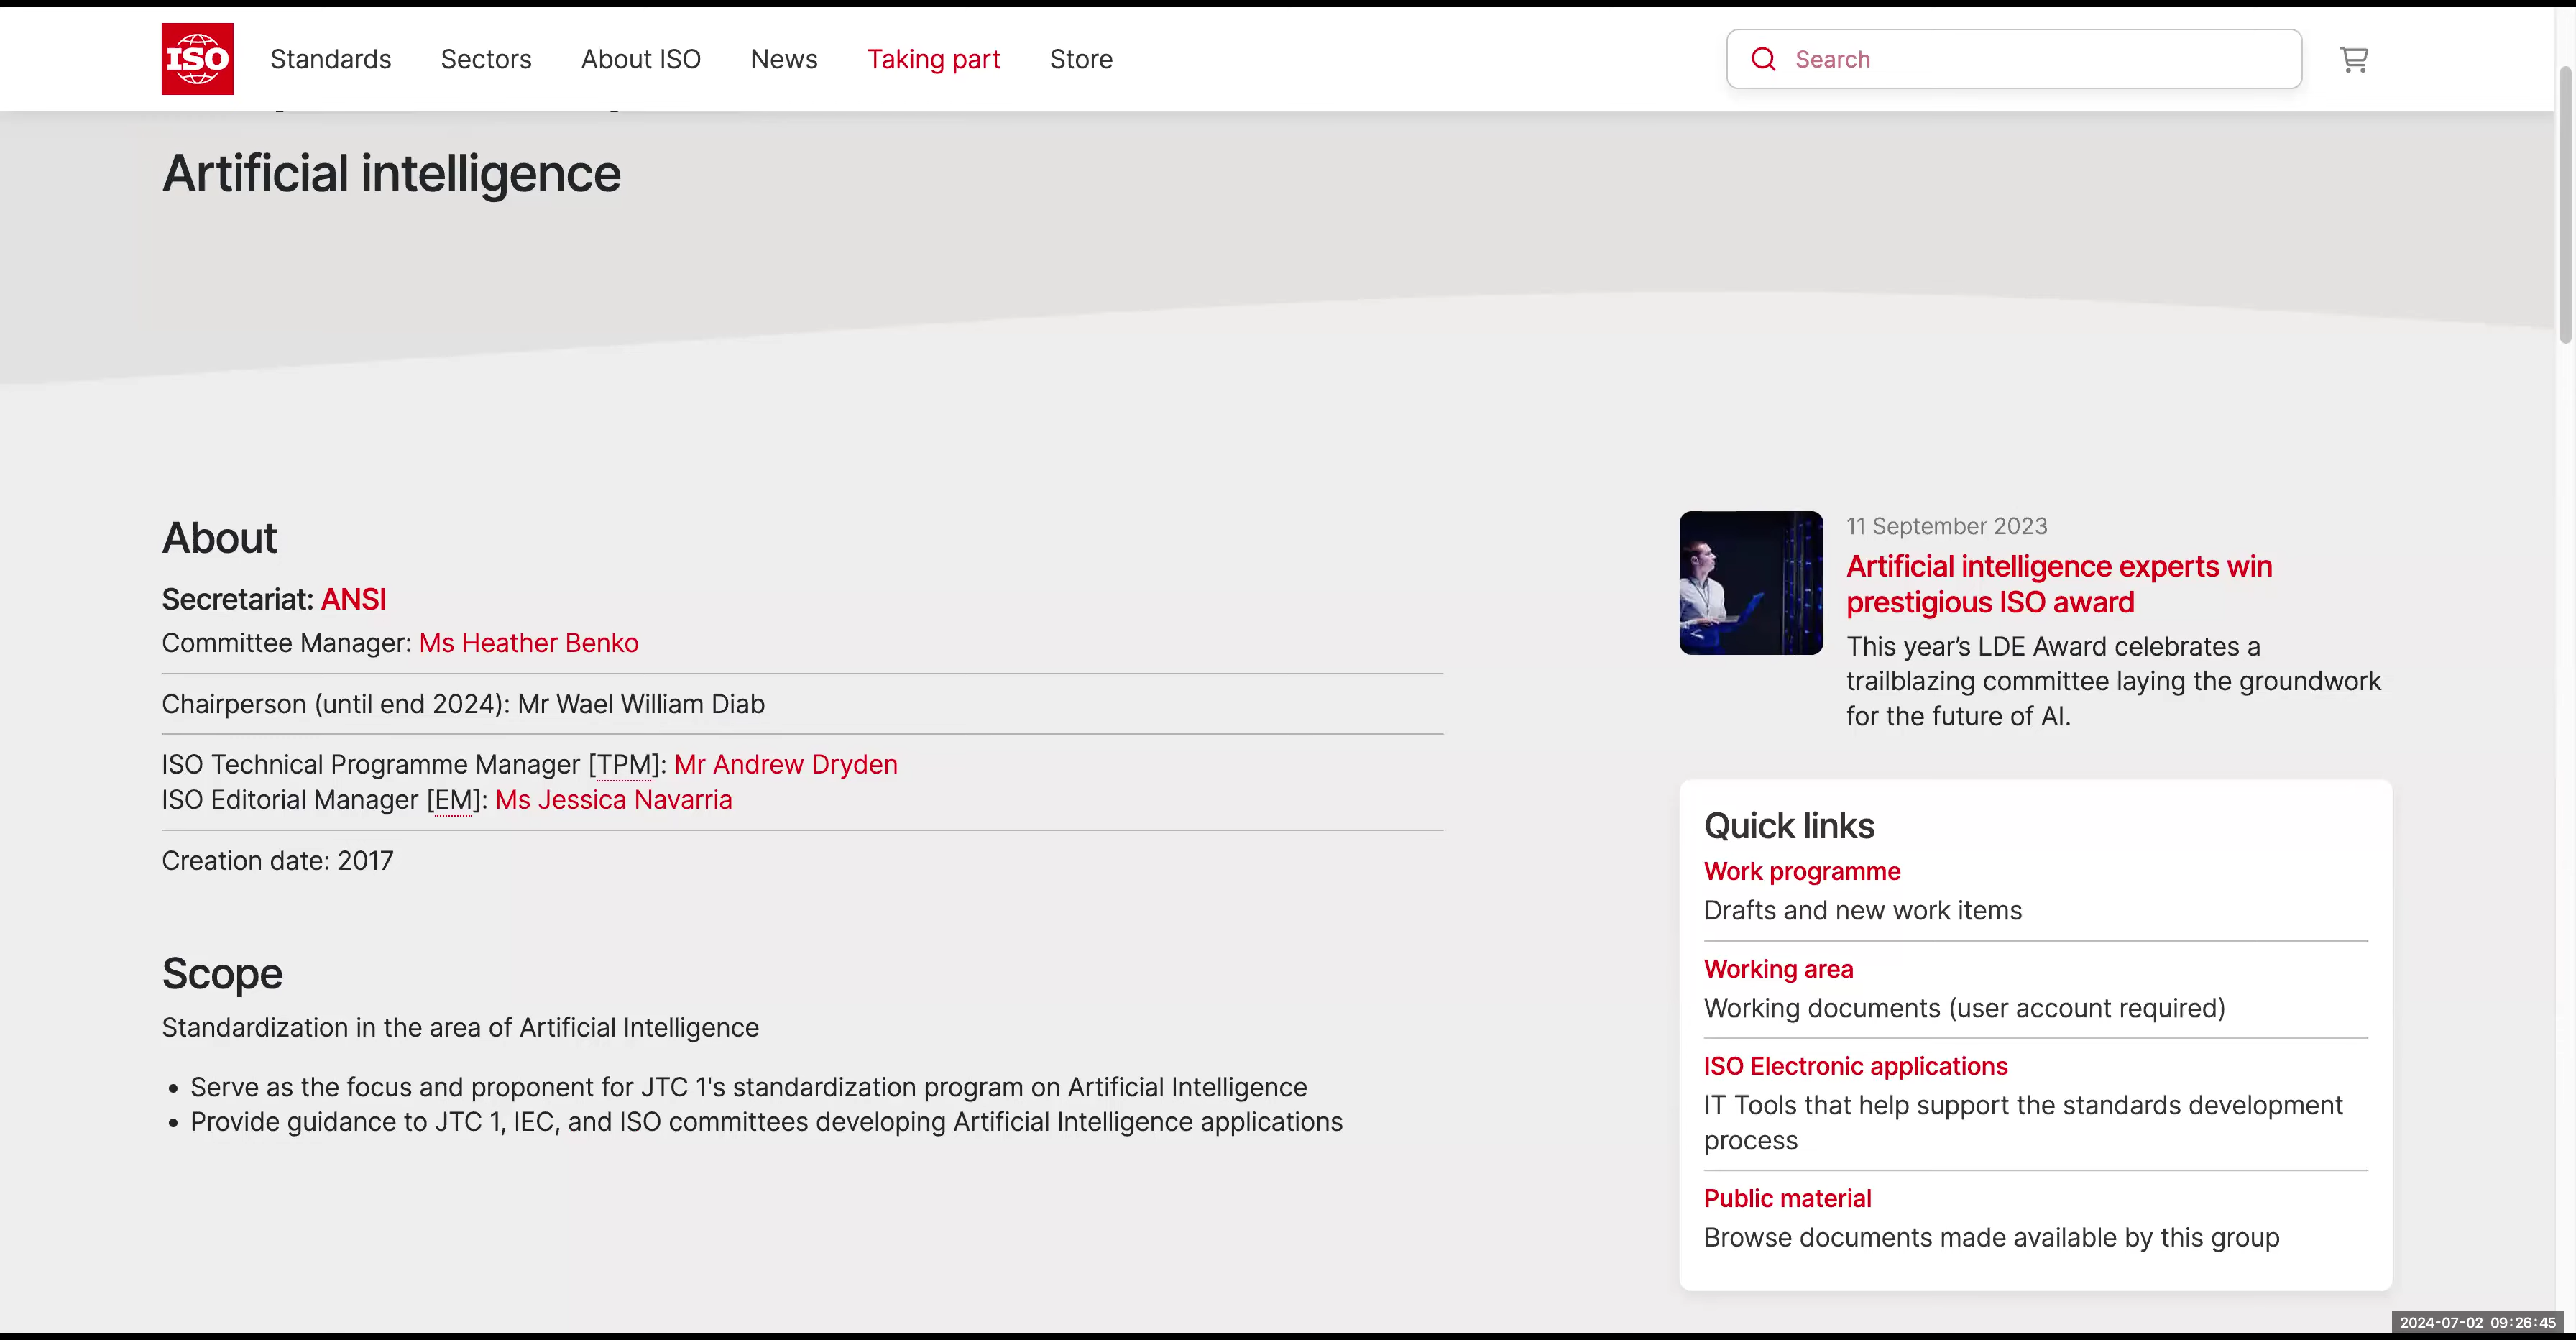 ISO
Standards
Sectors
About ISO
News
Taking part
Store
Search
Artificial intelligence
About
Secretariat: ANSI
Committee Manager: Ms Heather Benko
Chairperson (until end 2024): Mr Wael William Diab
ISO Technical Programme Manager [TPM]: Mr Andrew Dryden
ISO Editorial Manager [EM]: Ms Jessica Navarria
Creation date: 2017
Scope
Standardization in the area of Artificial Intelligence
• Serve as the focus and proponent for JTC 1's standardization program on Artificial Intelligence
• Provide guidance to JTC 1, IEC, and ISO committees developing Artificial Intelligence applications
11 September 2023
Artificial intelligence experts win
prestigious ISO award
This year’s LDE Award celebrates a
trailblazing committee laying the groundwork
for the future of AI.
Quick links
Work programme
Drafts and new work items
Working area
Working documents (user account required)
ISO Electronic applications
IT Tools that help support the standards development
process
Public material
Browse documents made available by this group
2024-07-02 09:26:45